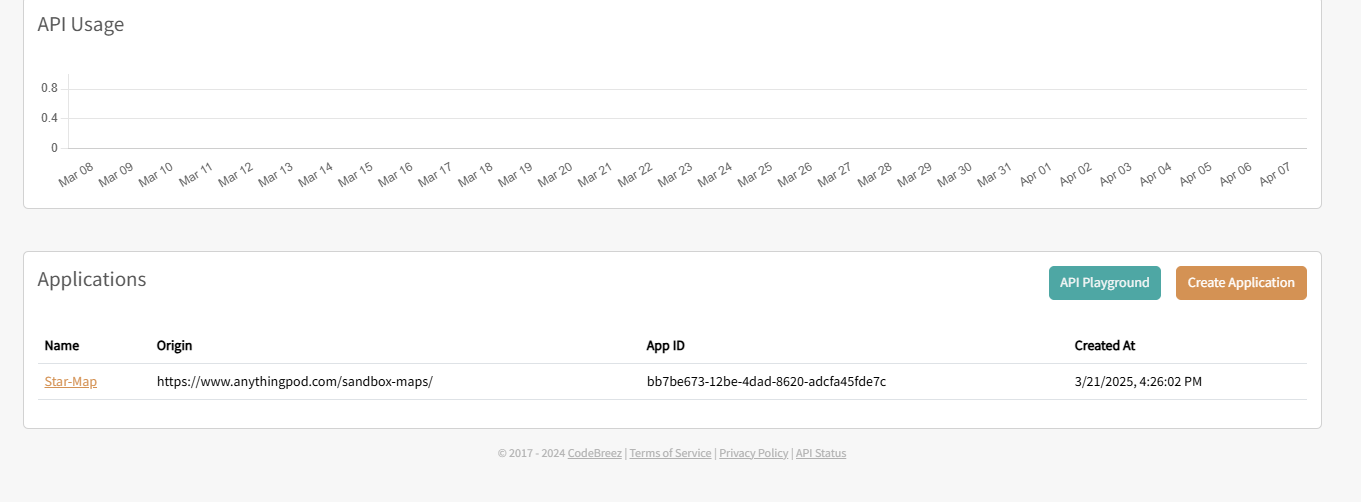 API Usage
0.8
0.4
0
Mar 08 Mar 09 Mar 10 Mar 11 Mar 12 Mar 13 Mar 14 Mar 15 Mar 16 Mar 17 Mar 18 Mar 19 Mar 20 Mar 21 Mar 22 Mar 23 Mar 24 Mar 25 Mar 26 Mar 27 Mar 28 Mar 29 Mar 30 Mar 31 Apr 01 Apr 02 Apr 03 Apr 04 Apr 05 Apr 06 Apr 07
Applications API Playground Create Application
Name Origin App ID Created At
Star-Map https://www.anythingpod.com/sandbox-maps/ bb7be673-12be-4dad-8620-adcfa45fde7c 3/21/2025, 4:26:02 PM
© 2017 - 2024 CodeBreez | Terms of Service | Privacy Policy | API Status